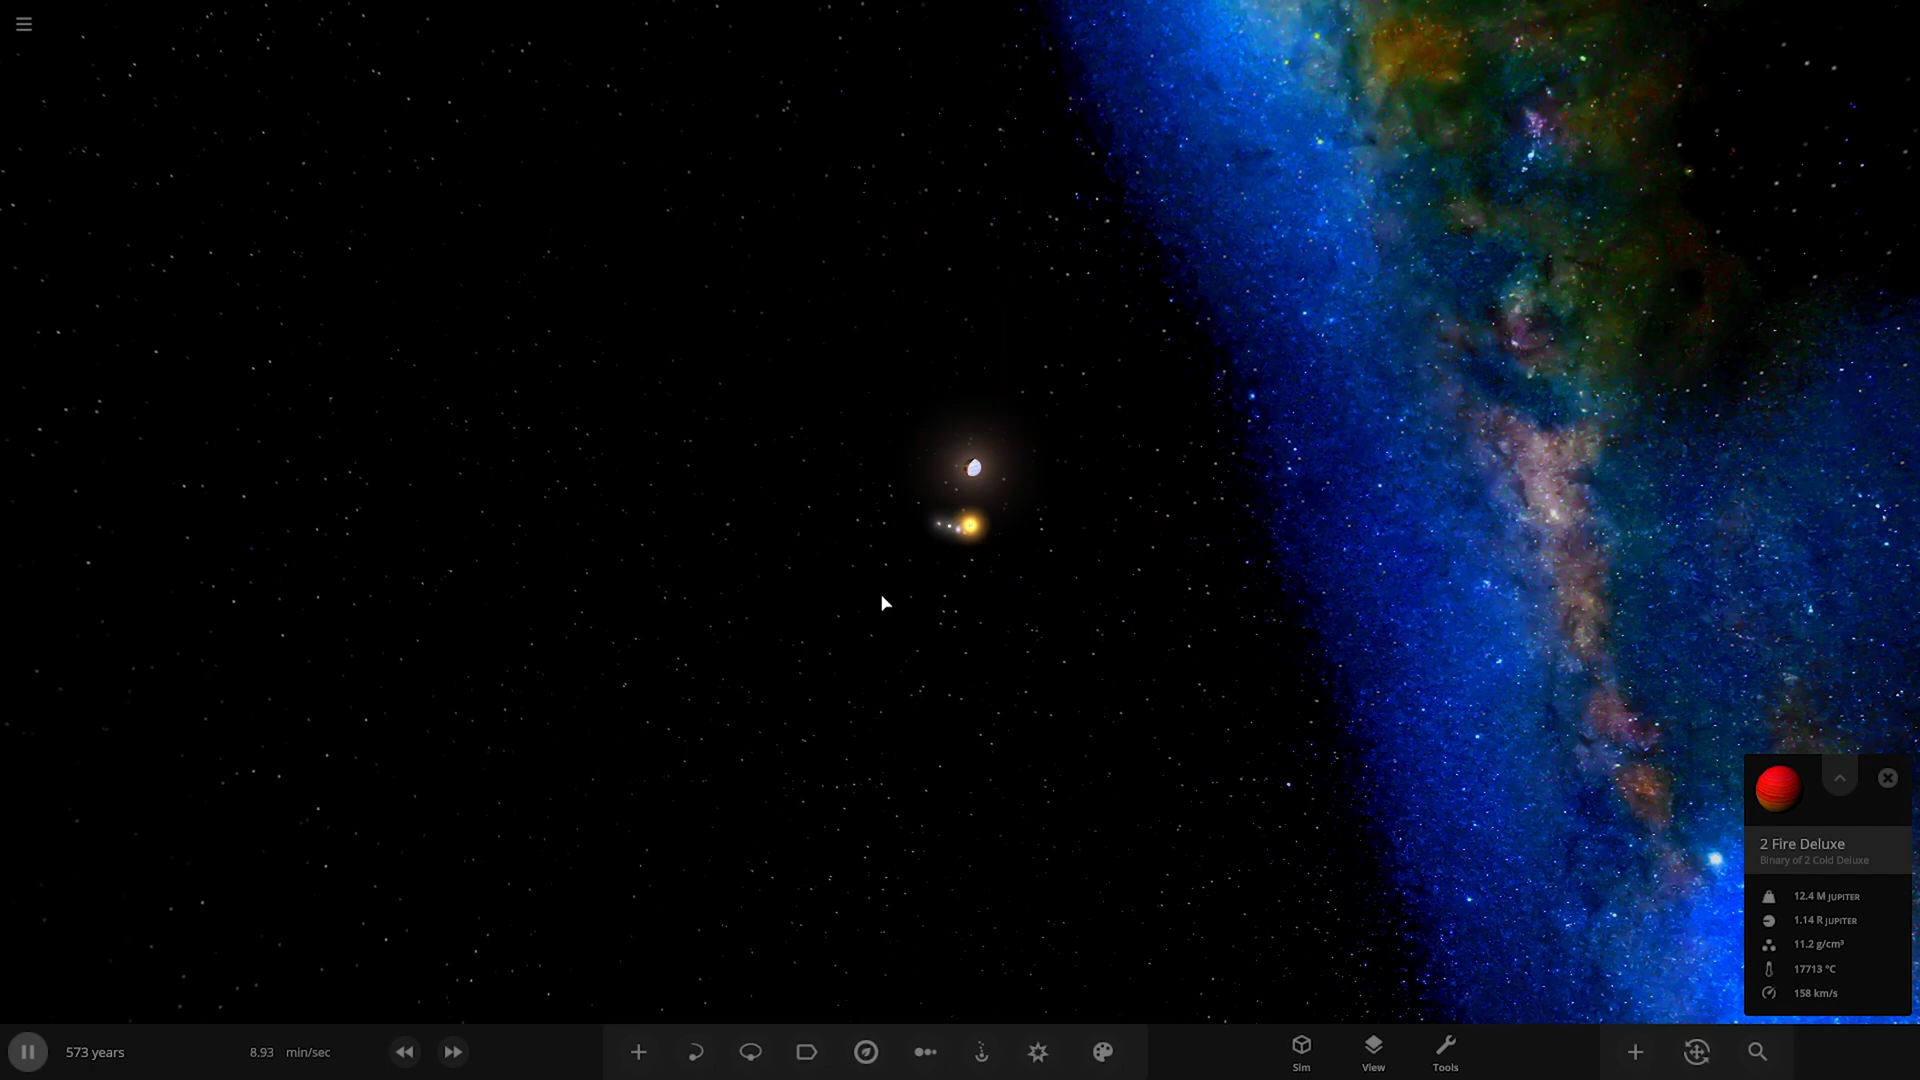 2 Fire Deluxe
Binary of 2 Cold Deluxe
12.4 M JUPITER
1.14 R JUPITER
11.2 g/cm³
17713 °C
158 km/s
573 years
8.93 min/sec
Sim
View
Tools